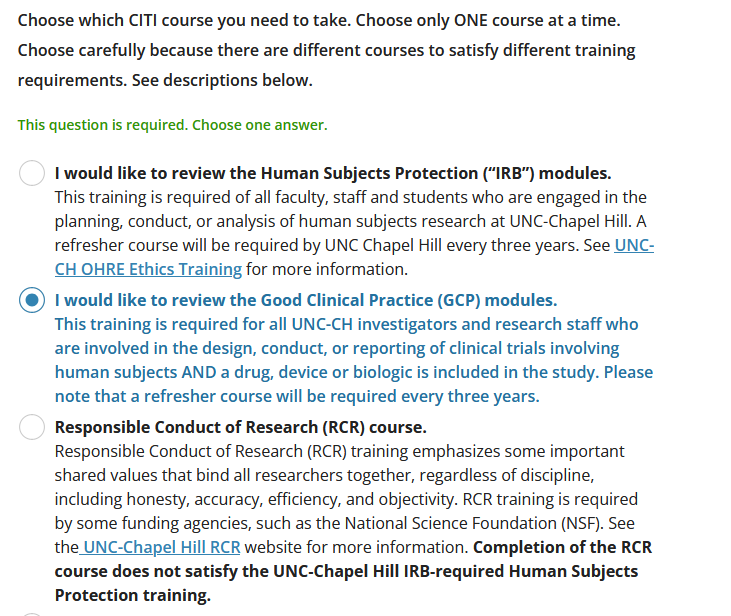 Choose which CITI course you need to take. Choose only ONE course at a time.
Choose carefully because there are different courses to satisfy different training
requirements. See descriptions below.
This question is required. Choose one answer.
I would like to review the Human Subjects Protection (“IRB”) modules.
This training is required of all faculty, staff and students who are engaged in the
planning, conduct, or analysis of human subjects research at UNC-Chapel Hill. A
refresher course will be required by UNC Chapel Hill every three years. See UNC-
CH OHRE Ethics Training for more information.
I would like to review the Good Clinical Practice (GCP) modules.
This training is required for all UNC-CH investigators and research staff who
are involved in the design, conduct, or reporting of clinical trials involving
human subjects AND a drug, device or biologic is included in the study. Please
note that a refresher course will be required every three years.
Responsible Conduct of Research (RCR) course.
Responsible Conduct of Research (RCR) training emphasizes some important
shared values that bind all researchers together, regardless of discipline,
including honesty, accuracy, efficiency, and objectivity. RCR training is required
by some funding agencies, such as the National Science Foundation (NSF). See
the UNC-Chapel Hill RCR website for more information. Completion of the RCR
course does not satisfy the UNC-Chapel Hill IRB-required Human Subjects
Protection training.